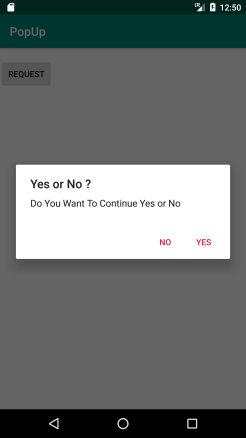 12:50
PopUp
REQUEST
Yes or No ?
Do You Want To Continue Yes or No
NO YES